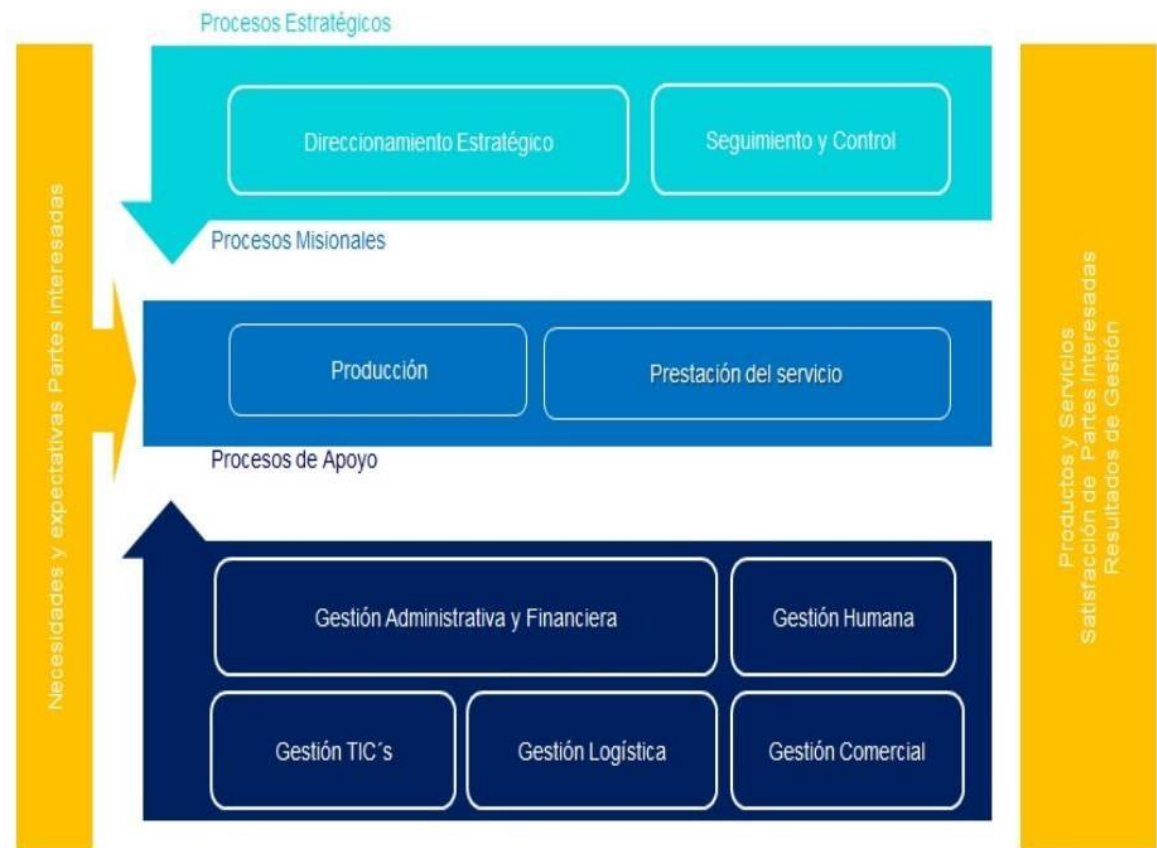 Procesos Estratégicos
Necesidades y expectativas Partes interesadas
Direccionamiento Estratégico
Seguimiento y Control
Procesos Misionales
Producción
Prestación del servicio
Procesos de Apoyo
Gestión Administrativa y Financiera
Gestión Humana
Gestión TIC´s
Gestión Logística
Gestión Comercial
Productos y Servicios
Satisfacción de Partes Interesadas
Resultados de Gestión